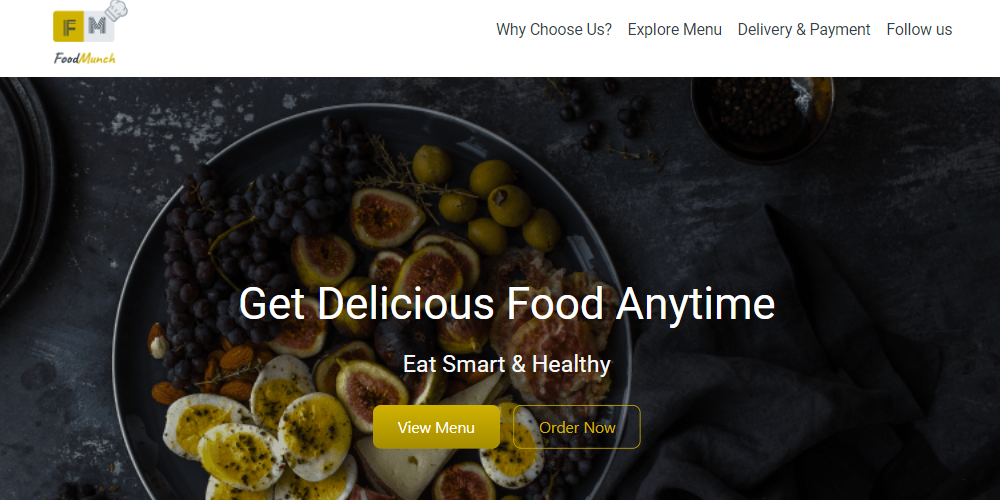 F M
FoodMunch
Why Choose Us? Explore Menu Delivery & Payment Follow us
Get Delicious Food Anytime
Eat Smart & Healthy
View Menu Order Now